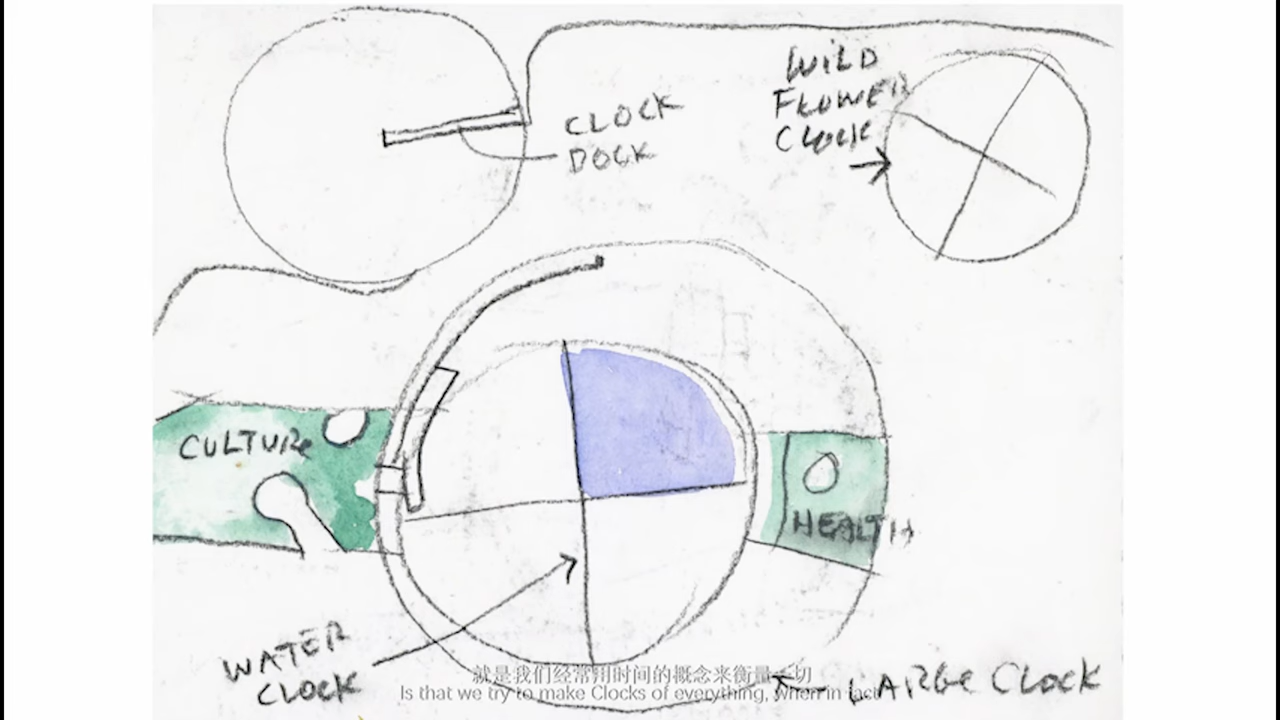 WILD
FLOWER
CLOCK
CLOCK
DOCK
CULTURE
HEALTH
WATER
CLOCK
LARGE CLOCK
就是我们经常用时间的概念来衡量一切
Is that we try to make Clocks of everything, when in fact